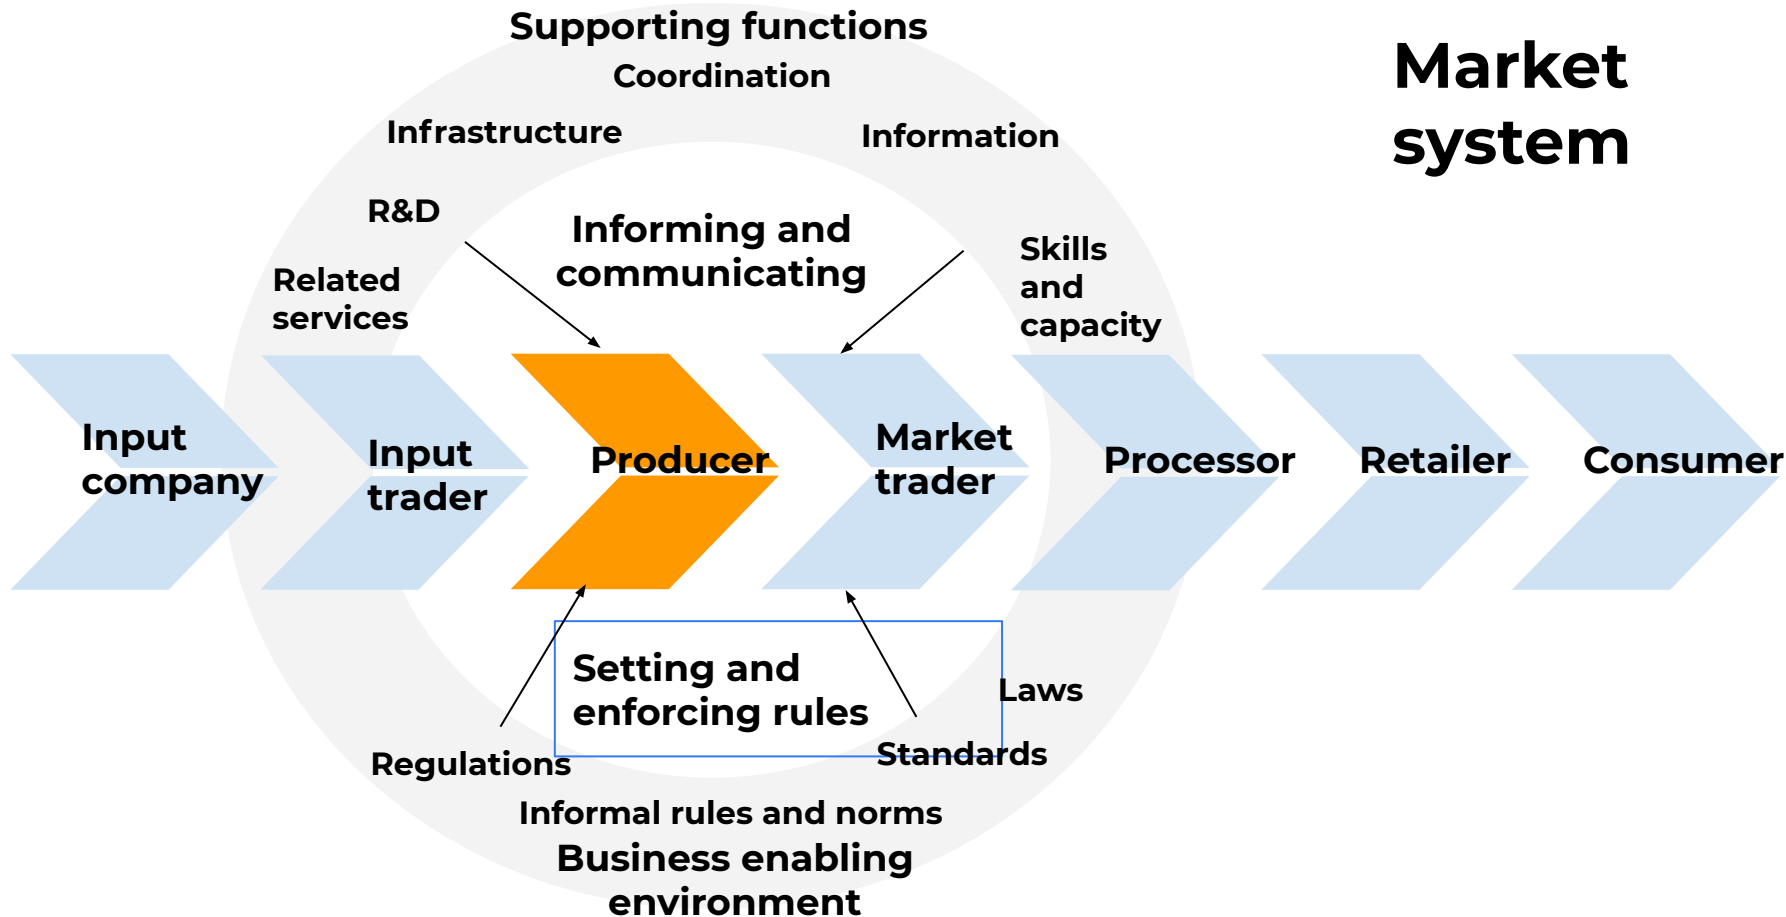 Supporting functions
Coordination
Market
system
Infrastructure
Information
R&D
Informing and
communicating
Related
services
Skills
and
capacity
Input
company
Input
trader
Producer
Market
trader
Processor
Retailer
Consumer
Setting and
enforcing rules
Laws
Regulations
Standards
Informal rules and norms
Business enabling
environment